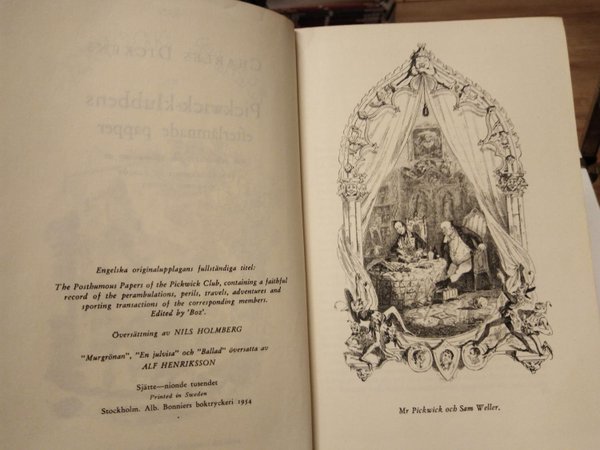 CHARLES DICKENS
Pickwick-klubbens
efterlämnade papper
Engelska originalupplagans fullständiga titel:
The Posthumous Papers of the Pickwick Club, containing a faithful
record of the perambulations, perils, travels, adventures and
sporting transactions of the corresponding members.
Edited by 'Boz'.
Översättning av NILS HOLMBERG
"Murgrönan", "En julvisa" och "Ballad" översatta av
ALF HENRIKSSON
Sjätte—nionde tusendet
Printed in Sweden
Stockholm. Alb. Bonniers boktryckeri 1954
Mr Pickwick och Sam Weller.